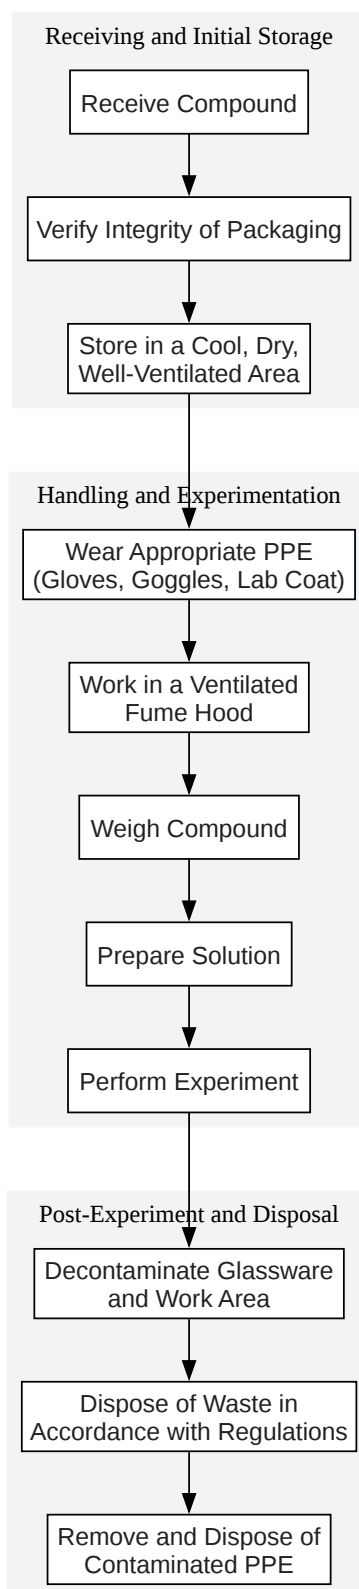 Receiving and Initial Storage
Receive Compound
Verify Integrity of Packaging
Store in a Cool, Dry,
Well-Ventilated Area
Handling and Experimentation
Wear Appropriate PPE
(Gloves, Goggles, Lab Coat)
Work in a Ventilated
Fume Hood
Weigh Compound
Prepare Solution
Perform Experiment
Post-Experiment and Disposal
Decontaminate Glassware
and Work Area
Dispose of Waste in
Accordance with Regulations
Remove and Dispose of
Contaminated PPE